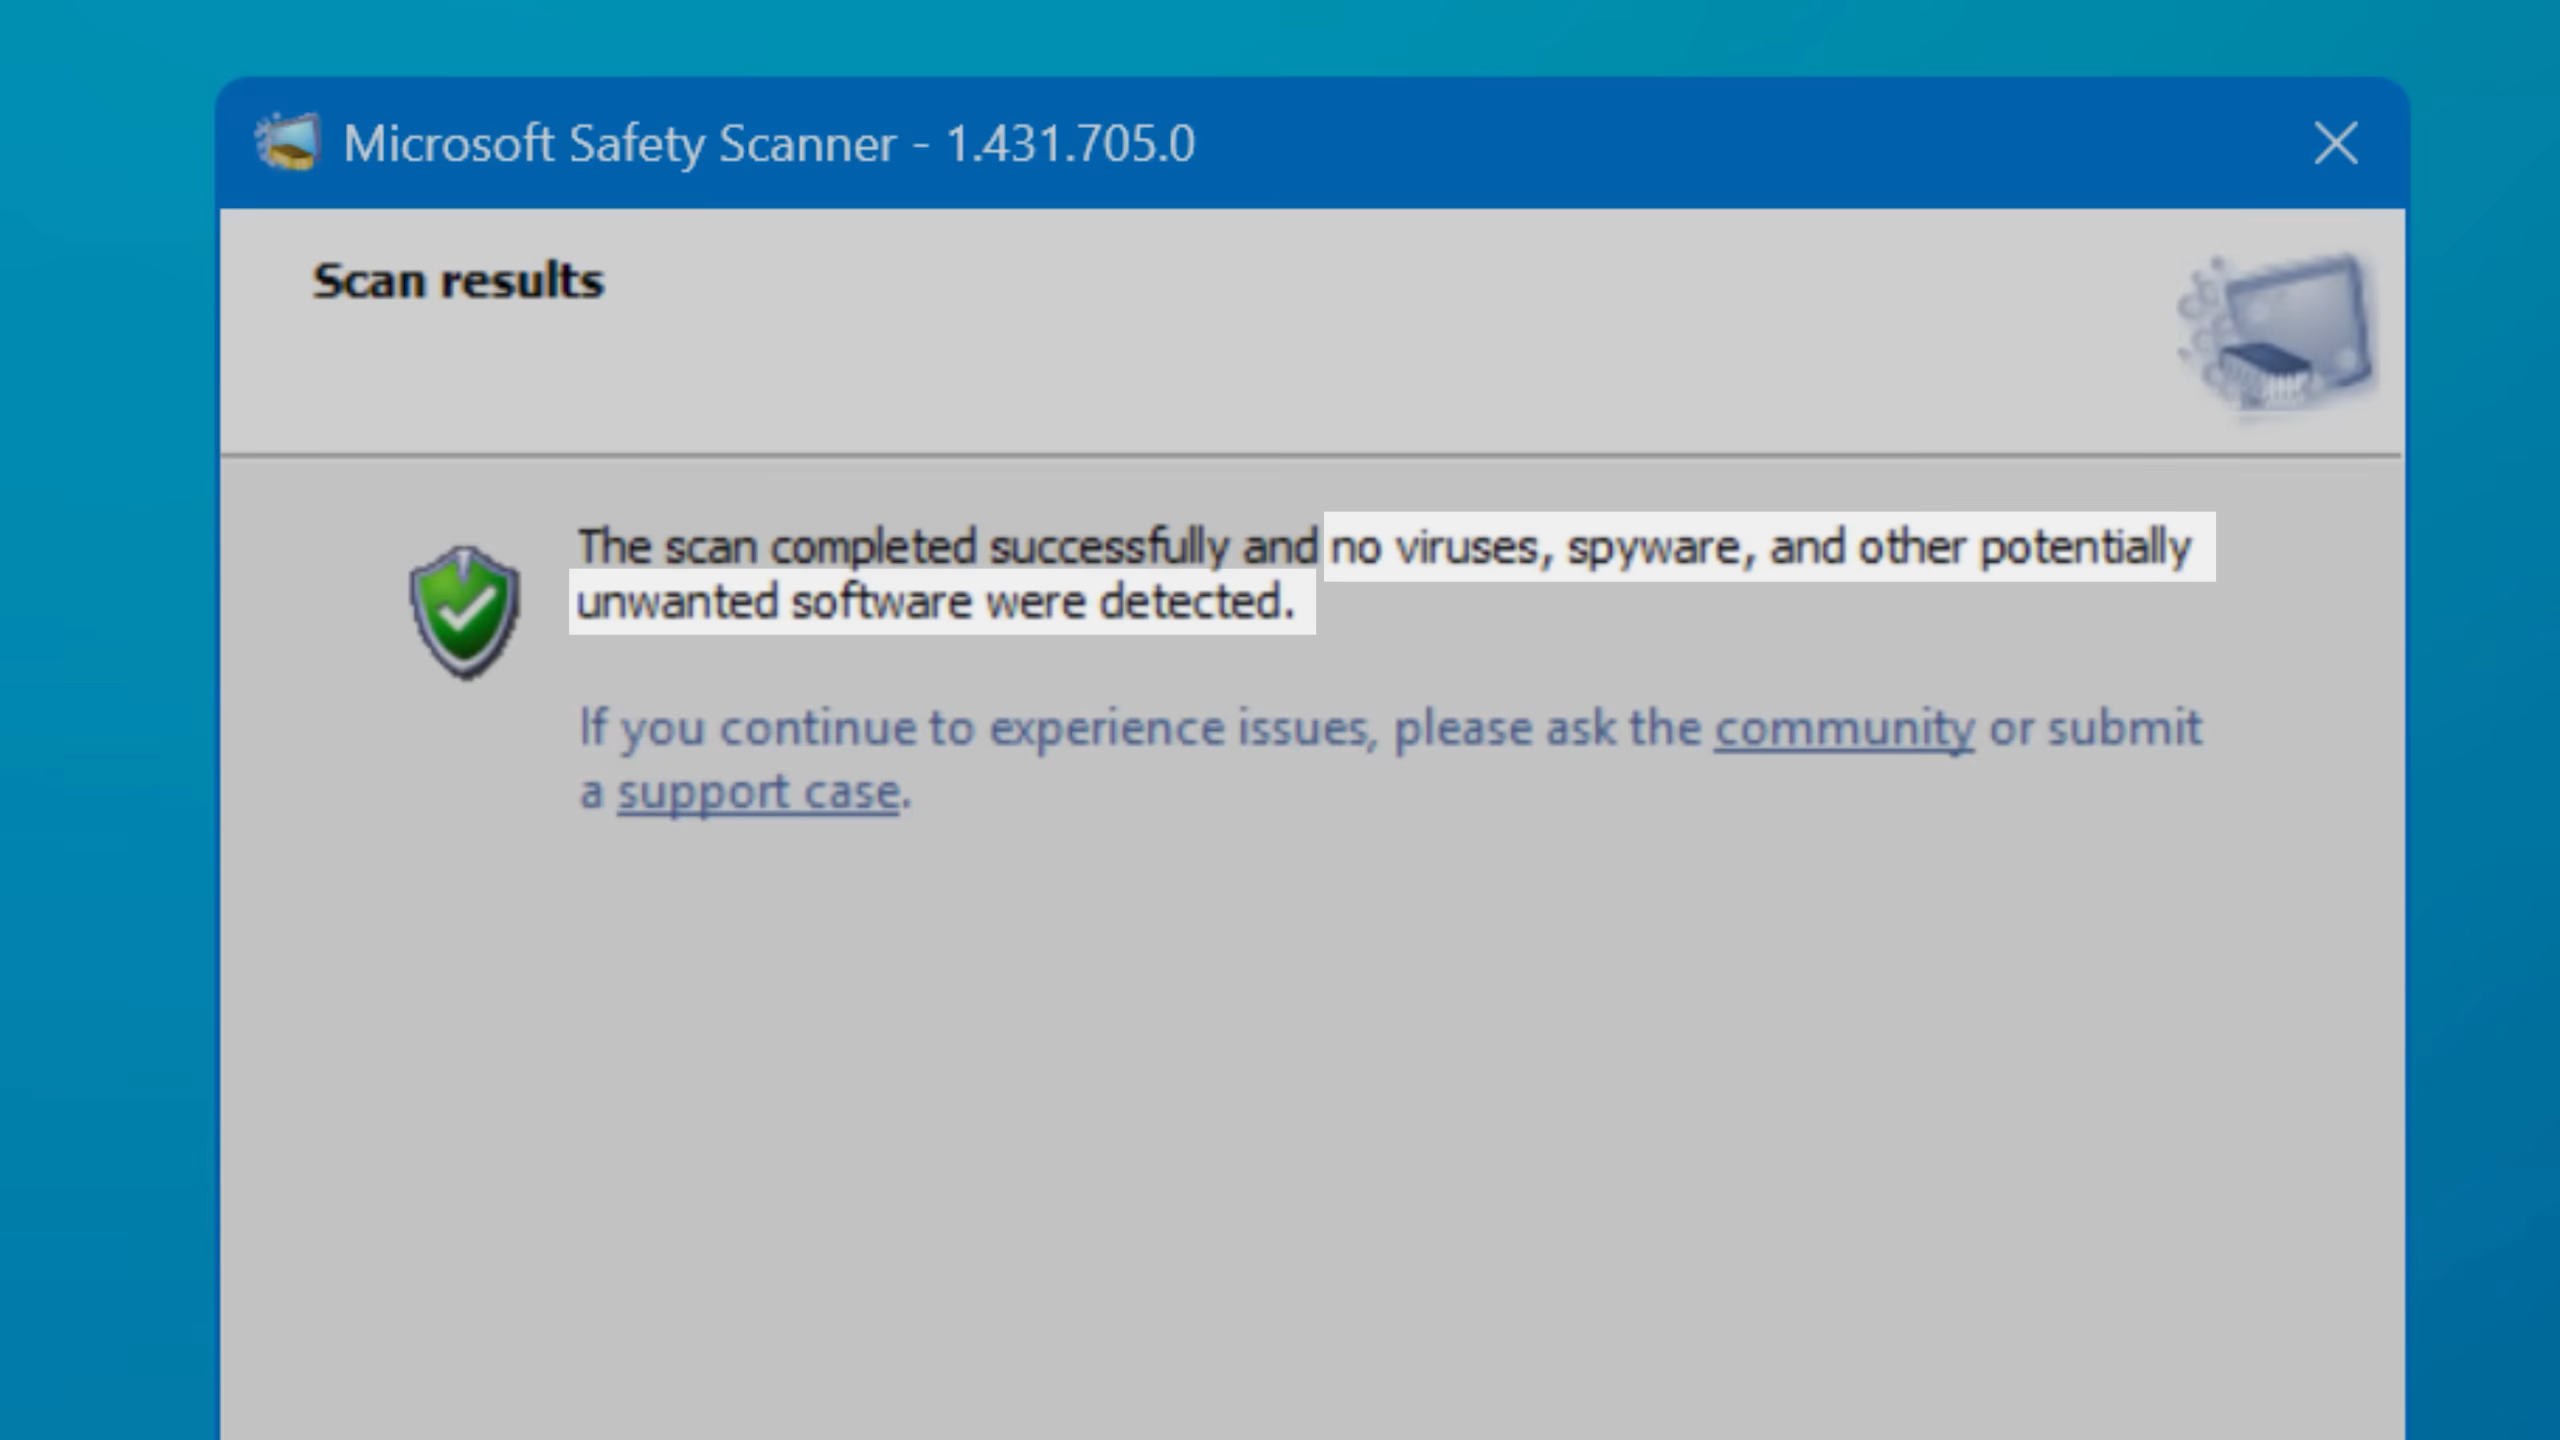 Microsoft Safety Scanner - 1.431.705.0
Scan results
The scan completed successfully and no viruses, spyware, and other potentially
unwanted software were detected.
If you continue to experience issues, please ask the community or submit
a support case.